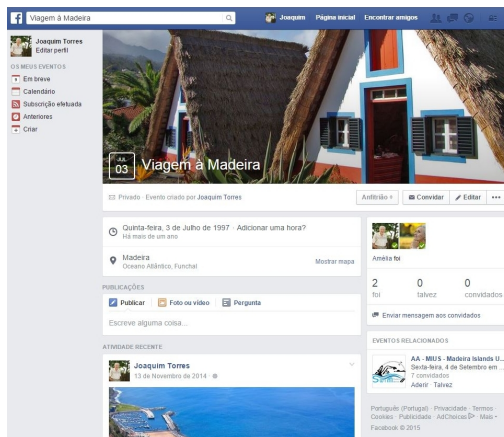 Viagem à Madeira
Joaquim
Página inicial
Encontrar amigos
Joaquim Torres
Editar perfil
OS MEUS EVENTOS
Em breve
Calendário
Subscrição efetuada
Anteriores
Criar
JUL
03
Viagem à Madeira
Privado · Evento criado por Joaquim Torres
Anfitrião
Convidar
Editar
Quinta-feira, 3 de Julho de 1997 · Adicionar uma hora?
Há mais de um ano
Madeira
Oceano Atlântico, Funchal
Mostrar mapa
PUBLICAÇÕES
Publicar
Foto ou vídeo
Pergunta
Escreve alguma coisa...
ATIVIDADE RECENTE
Joaquim Torres
13 de Novembro de 2014 ·
Amélia foi
2
0
0
foi
talvez
convidados
Enviar mensagem aos convidados
EVENTOS RELACIONADOS
AA - MIUS - Madeira Islands U...
Sexta-feira, 4 de Setembro em ...
7 convidados
Aderir · Talvez
Português (Portugal) · Privacidade · Termos ·
Cookies · Publicidade · AdChoices · Mais
Facebook © 2015